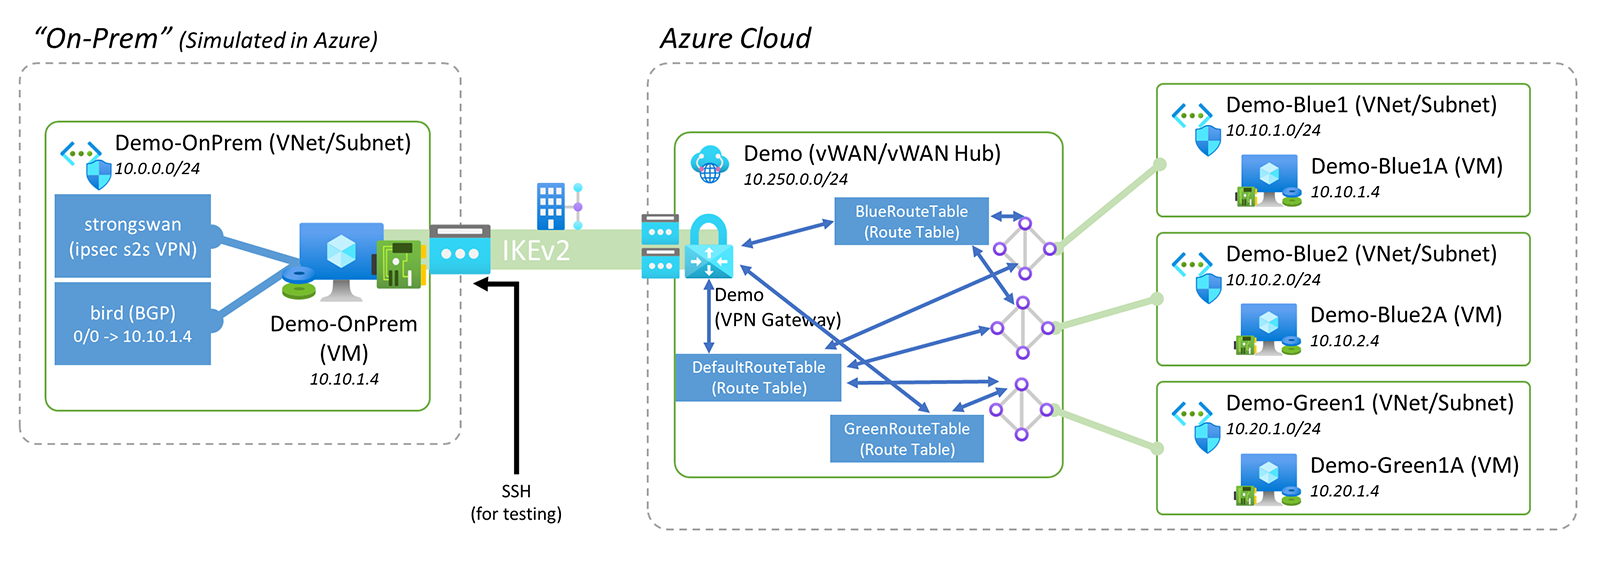 “On-Prem” (Simulated in Azure)
Demo-OnPrem (VNet/Subnet)
10.0.0.0/24
strongswan
(ipsec s2s VPN)
bird (BGP)
0/0 -> 10.10.1.4
Demo-OnPrem
(VM)
10.10.1.4
IKEv2
SSH
(for testing)
Azure Cloud
Demo (vWAN/vWAN Hub)
10.250.0.0/24
BlueRouteTable
(Route Table)
Demo
(VPN Gateway)
DefaultRouteTable
(Route Table)
GreenRouteTable
(Route Table)
Demo-Blue1 (VNet/Subnet)
10.10.1.0/24
Demo-Blue1A (VM)
10.10.1.4
Demo-Blue2 (VNet/Subnet)
10.10.2.0/24
Demo-Blue2A (VM)
10.10.2.4
Demo-Green1 (VNet/Subnet)
10.20.1.0/24
Demo-Green1A (VM)
10.20.1.4